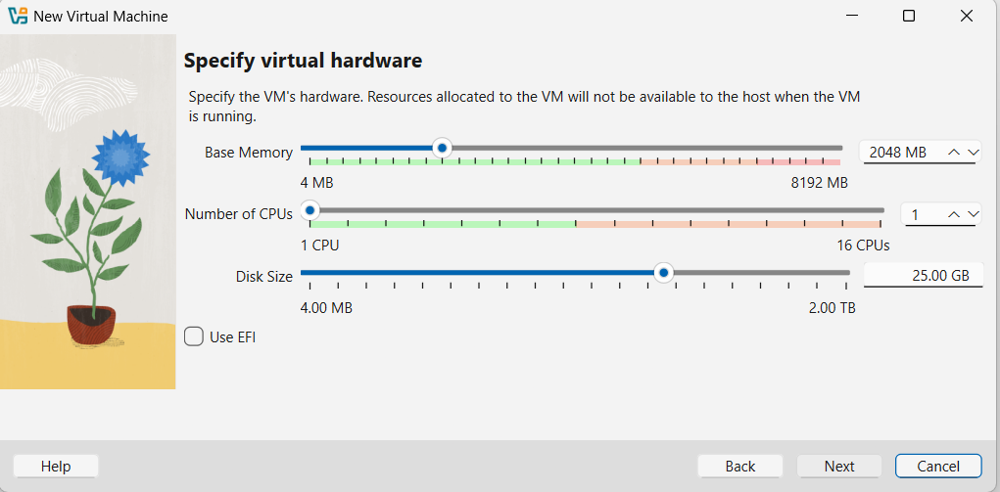 New Virtual Machine
Specify virtual hardware
Specify the VM's hardware. Resources allocated to the VM will not be available to the host when the VM
is running.
Base Memory
2048 MB
4 MB
8192 MB
Number of CPUs
1
1 CPU
16 CPUs
Disk Size
25.00 GB
4.00 MB
2.00 TB
Use EFI
Help
Back
Next
Cancel